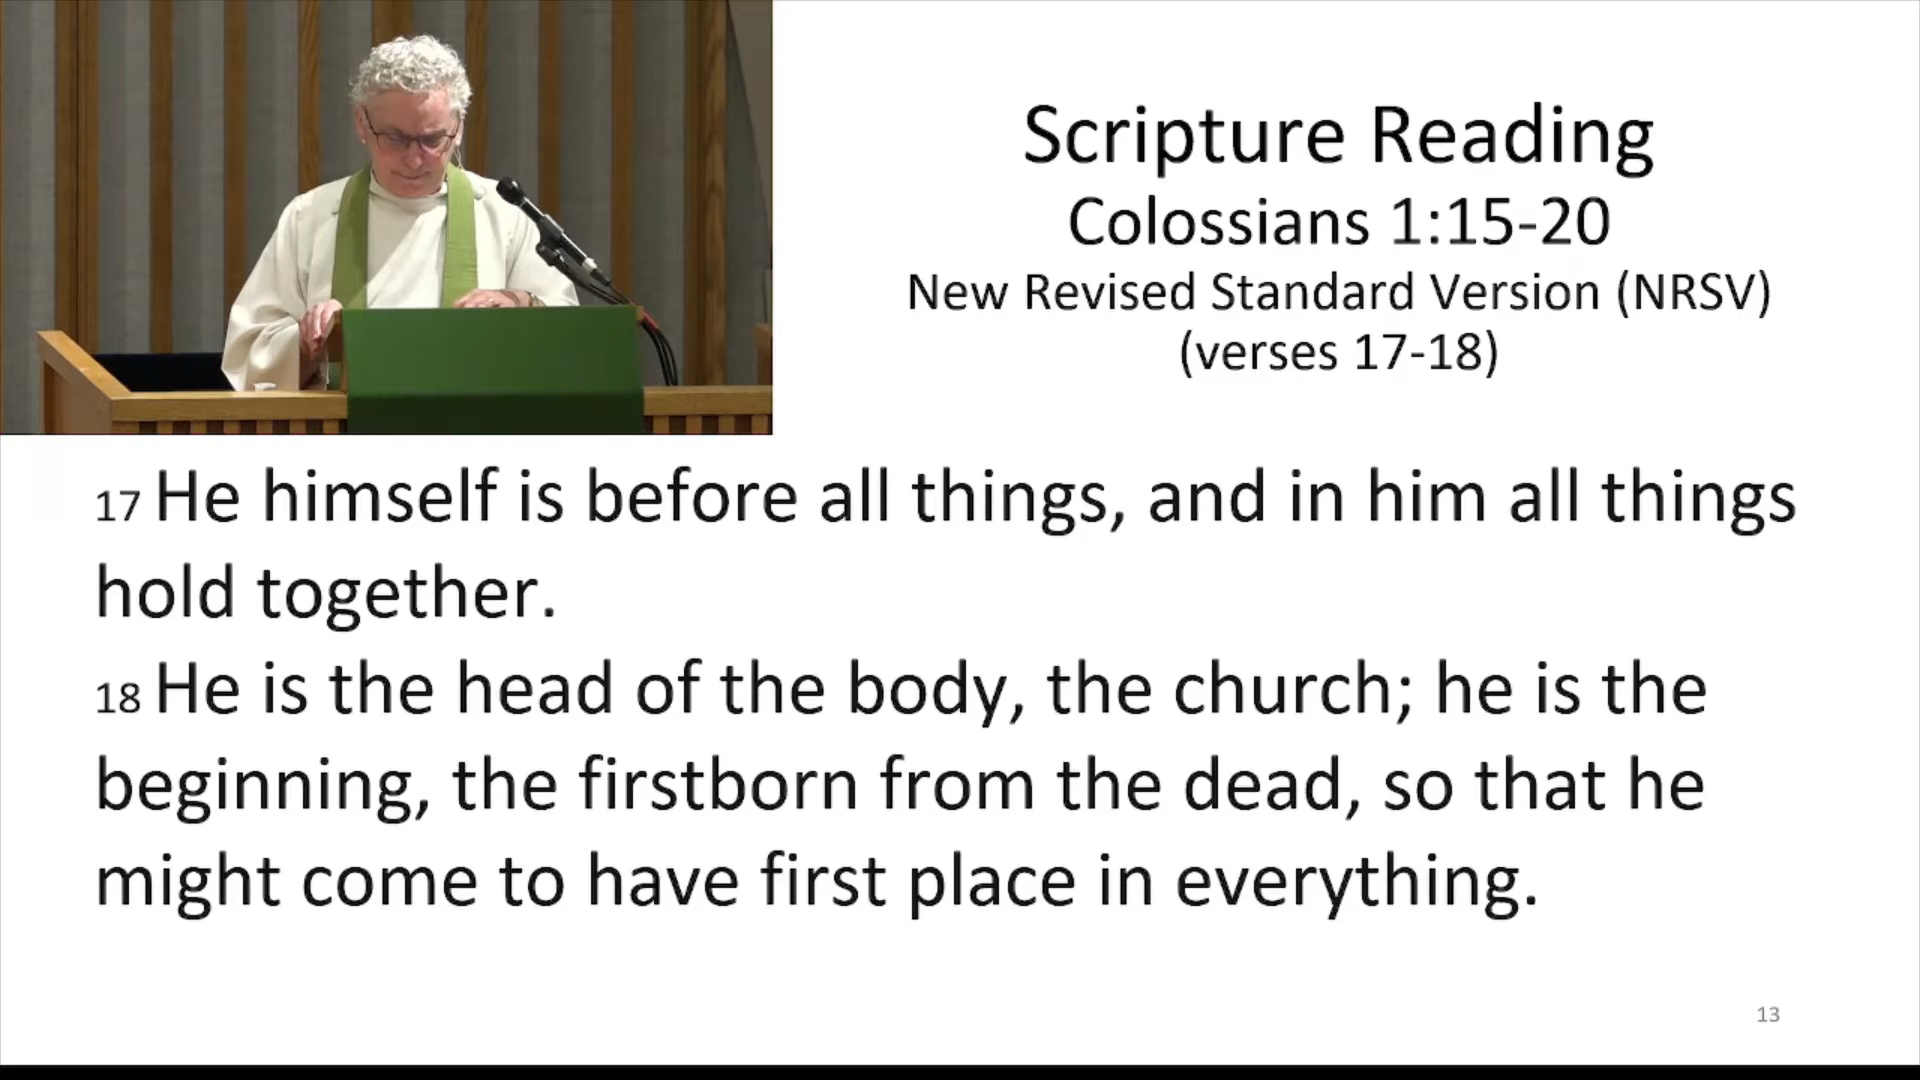 Scripture Reading
Colossians 1:15-20
New Revised Standard Version (NRSV)
(verses 17-18)
17 He himself is before all things, and in him all things
hold together.
18 He is the head of the body, the church; he is the
beginning, the firstborn from the dead, so that he
might come to have first place in everything.
13